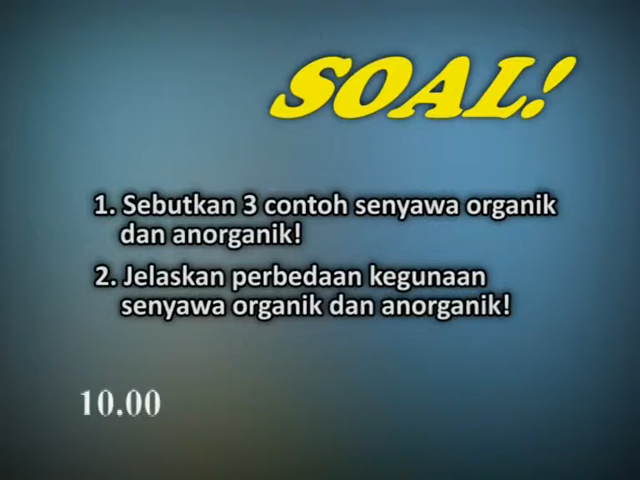 SOAL!
1. Sebutkan 3 contoh senyawa organik
dan anorganik!
2. Jelaskan perbedaan kegunaan
senyawa organik dan anorganik!
10.00